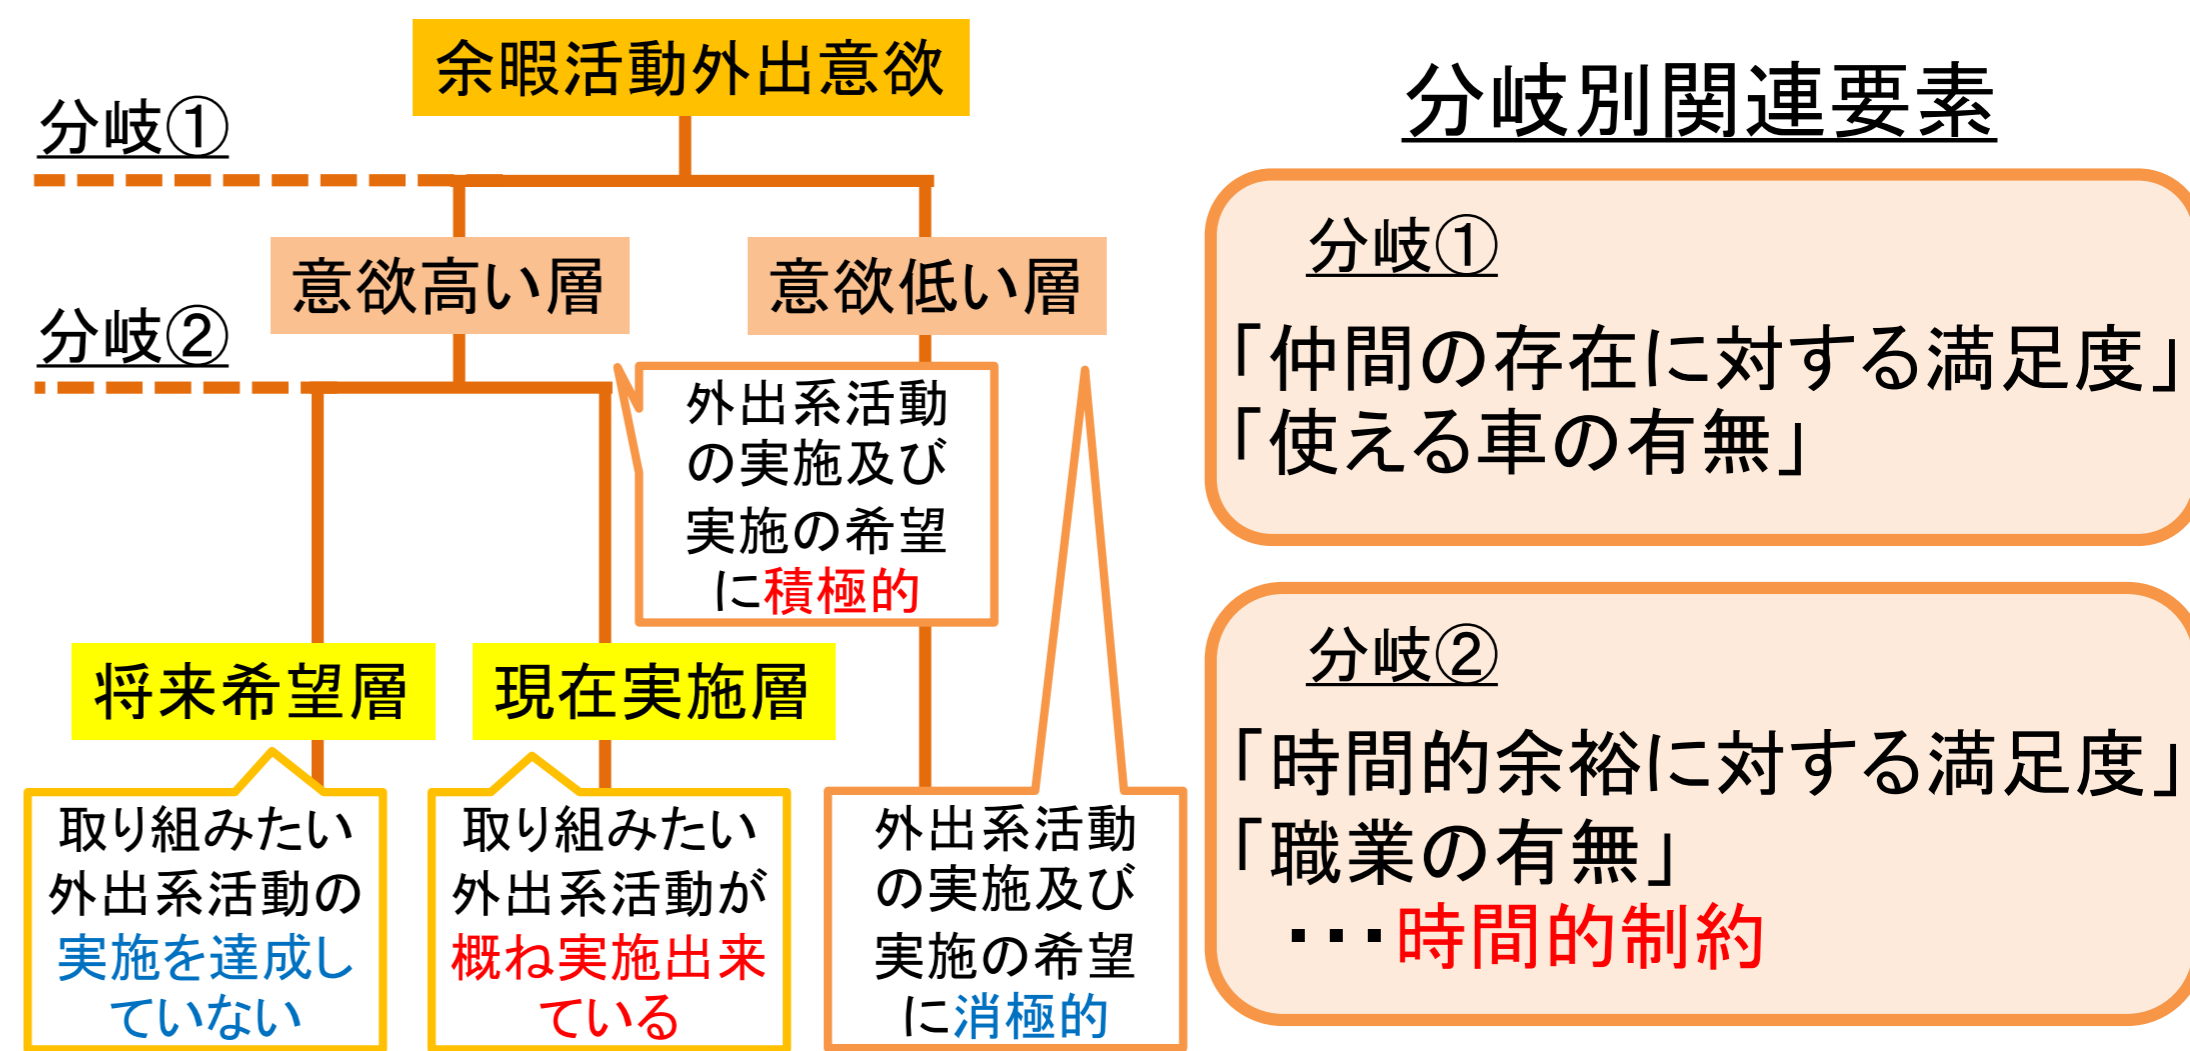 余暇活動外出意欲
分岐①
意欲高い層
意欲低い層
分岐②
外出系活動
の実施及び
実施の希望
に積極的
将来希望層
現在実施層
取り組みたい
外出系活動の
実施を達成し
ていない
取り組みたい
外出系活動が
概ね実施出来
ている
外出系活動
の実施及び
実施の希望
に消極的
分岐別関連要素
分岐①
「仲間の存在に対する満足度」
「使える車の有無」
分岐②
「時間的余裕に対する満足度」
「職業の有無」
・・・時間的制約